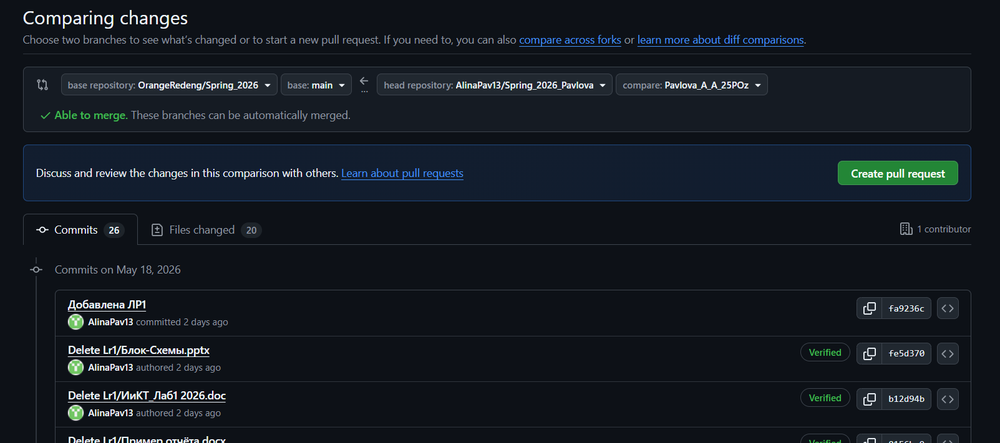 Comparing changes
Choose two branches to see what's changed or to start a new pull request. If you need to, you can also compare across forks or learn more about diff comparisons.
base repository: OrangeRedeng/Spring_2026 base: main ... head repository: AlinaPav13/Spring_2026_Pavlova compare: Pavlova_A_A_25POz
Able to merge. These branches can be automatically merged.
Discuss and review the changes in this comparison with others. Learn about pull requests Create pull request
Commits 26 Files changed 20 1 contributor
Commits on May 18, 2026
Добавлена ЛР1
fa9236c
AlinaPav13 committed 2 days ago
Delete Lr1/Блок-Схемы.pptx
Verified fe5d370
AlinaPav13 authored 2 days ago
Delete Lr1/ИиКТ_Лаб1 2026.doc
Verified b12d94b
AlinaPav13 authored 2 days ago
Delete Lr1/Пример отчёта.docx
Verified